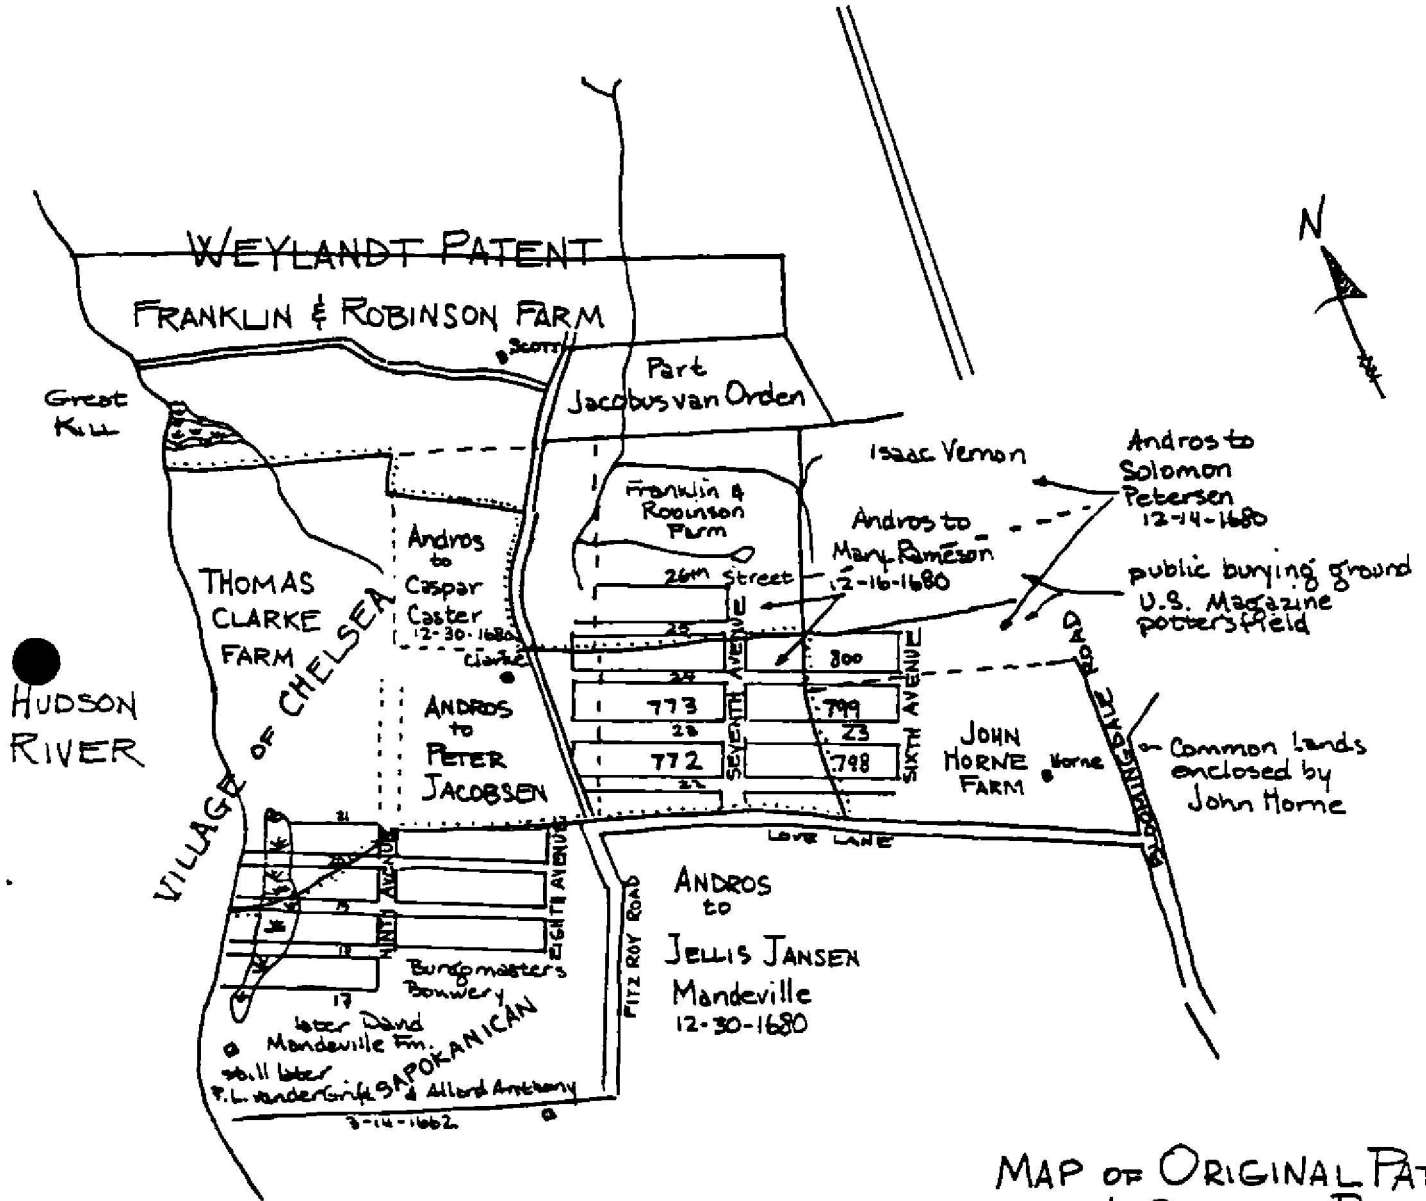 N
WEYLANDT PATENT
FRANKLIN & ROBINSON FARM
SCOTT
Part
Jacobus van Orden
Great
KILL
Isaac Vernon
Andros to
Solomon
Petersen
12-14-1680
Franklin &
Robinson
Farm
Andros to
Mary Rameson
12-16-1680
26th Street
public burying ground
U.S. Magazine
pottersfield
Andros
to
Caspar
Caster
12-30-1680
Clarke
THOMAS
CLARKE
FARM
VILLAGE OF CHELSEA
HUDSON
RIVER
ANDROS
to
PETER
JACOBSEN
25
24
23
22
800
773
799
23
772
798
SEVENTH AVENUE
SIXTH AVENUE
JOHN
HORNE
FARM
Horne
BLOOMINGDALE ROAD
Common Lands
enclosed by
John Horne
LOVE LANE
21
20
19
18
17
NINTH AVENUE
EIGHTH AVENUE
FITZ ROY ROAD
ANDROS
to
JELLIS JANSEN
Mandeville
12-30-1680
Burgomasters
Bouwery
later David
Mandeville Fm.
still later
SAPOKANICAN
& Allard Anthony
MAP OF ORIGINAL PAT